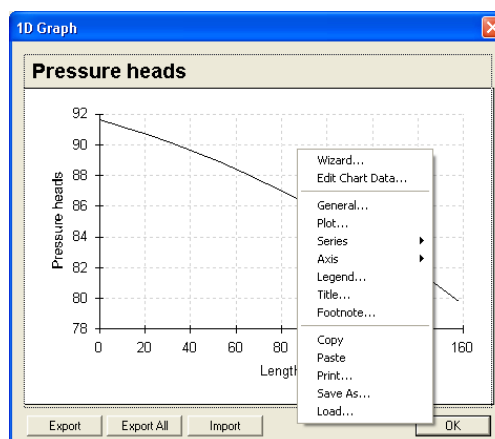 1D Graph
Pressure heads
92
90
88
86
84
82
80
78
Pressure heads
0
20
40
60
80
160
Wizard...
Edit Chart Data...
General...
Plot...
Series
Axis
Legend...
Title...
Footnote...
Copy
Paste
Print...
Save As...
Load...
Export
Export All
Import
OK